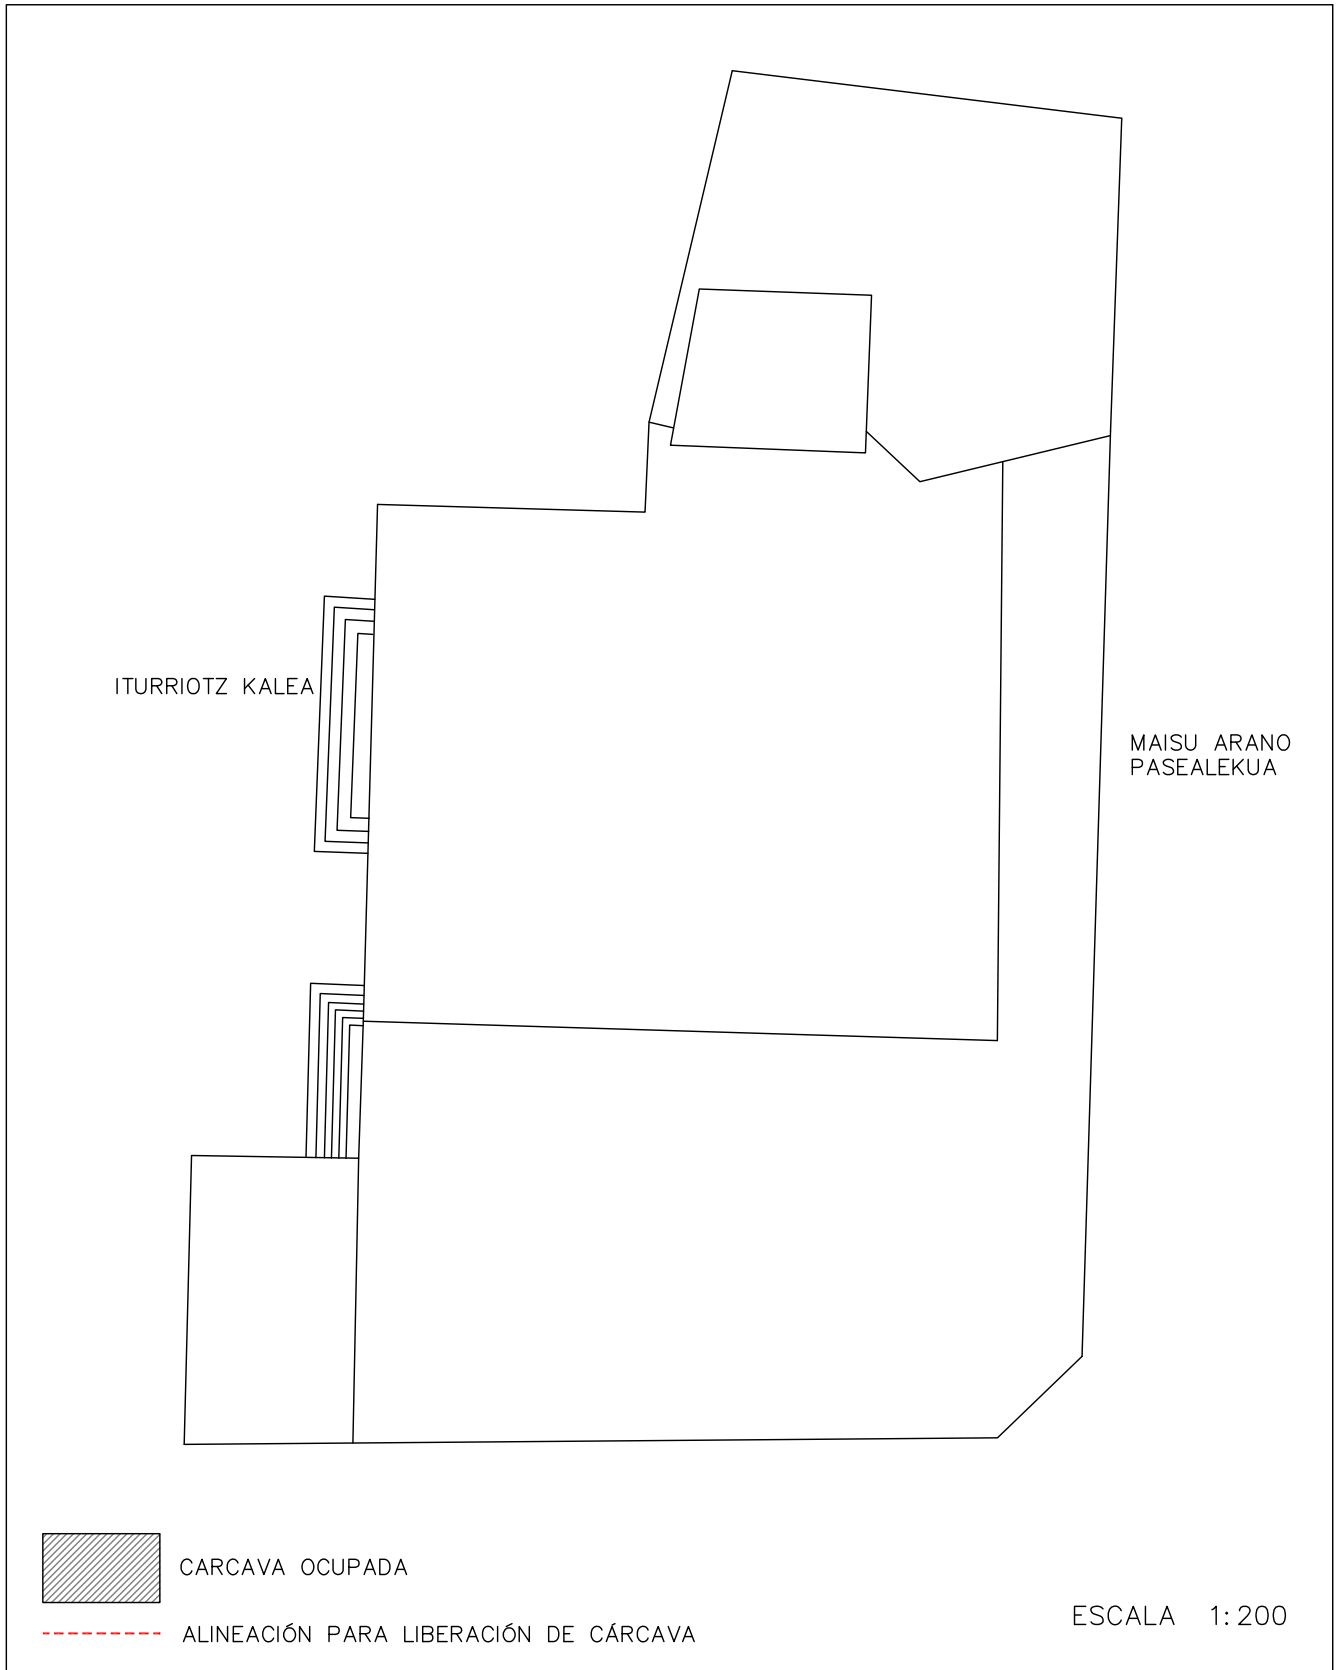 ITURRIOTZ KALEA
MAISU ARANO
PASEALEKUA
CARCAVA OCUPADA
ALINEACIÓN PARA LIBERACIÓN DE CÁRCAVA
ESCALA 1:200